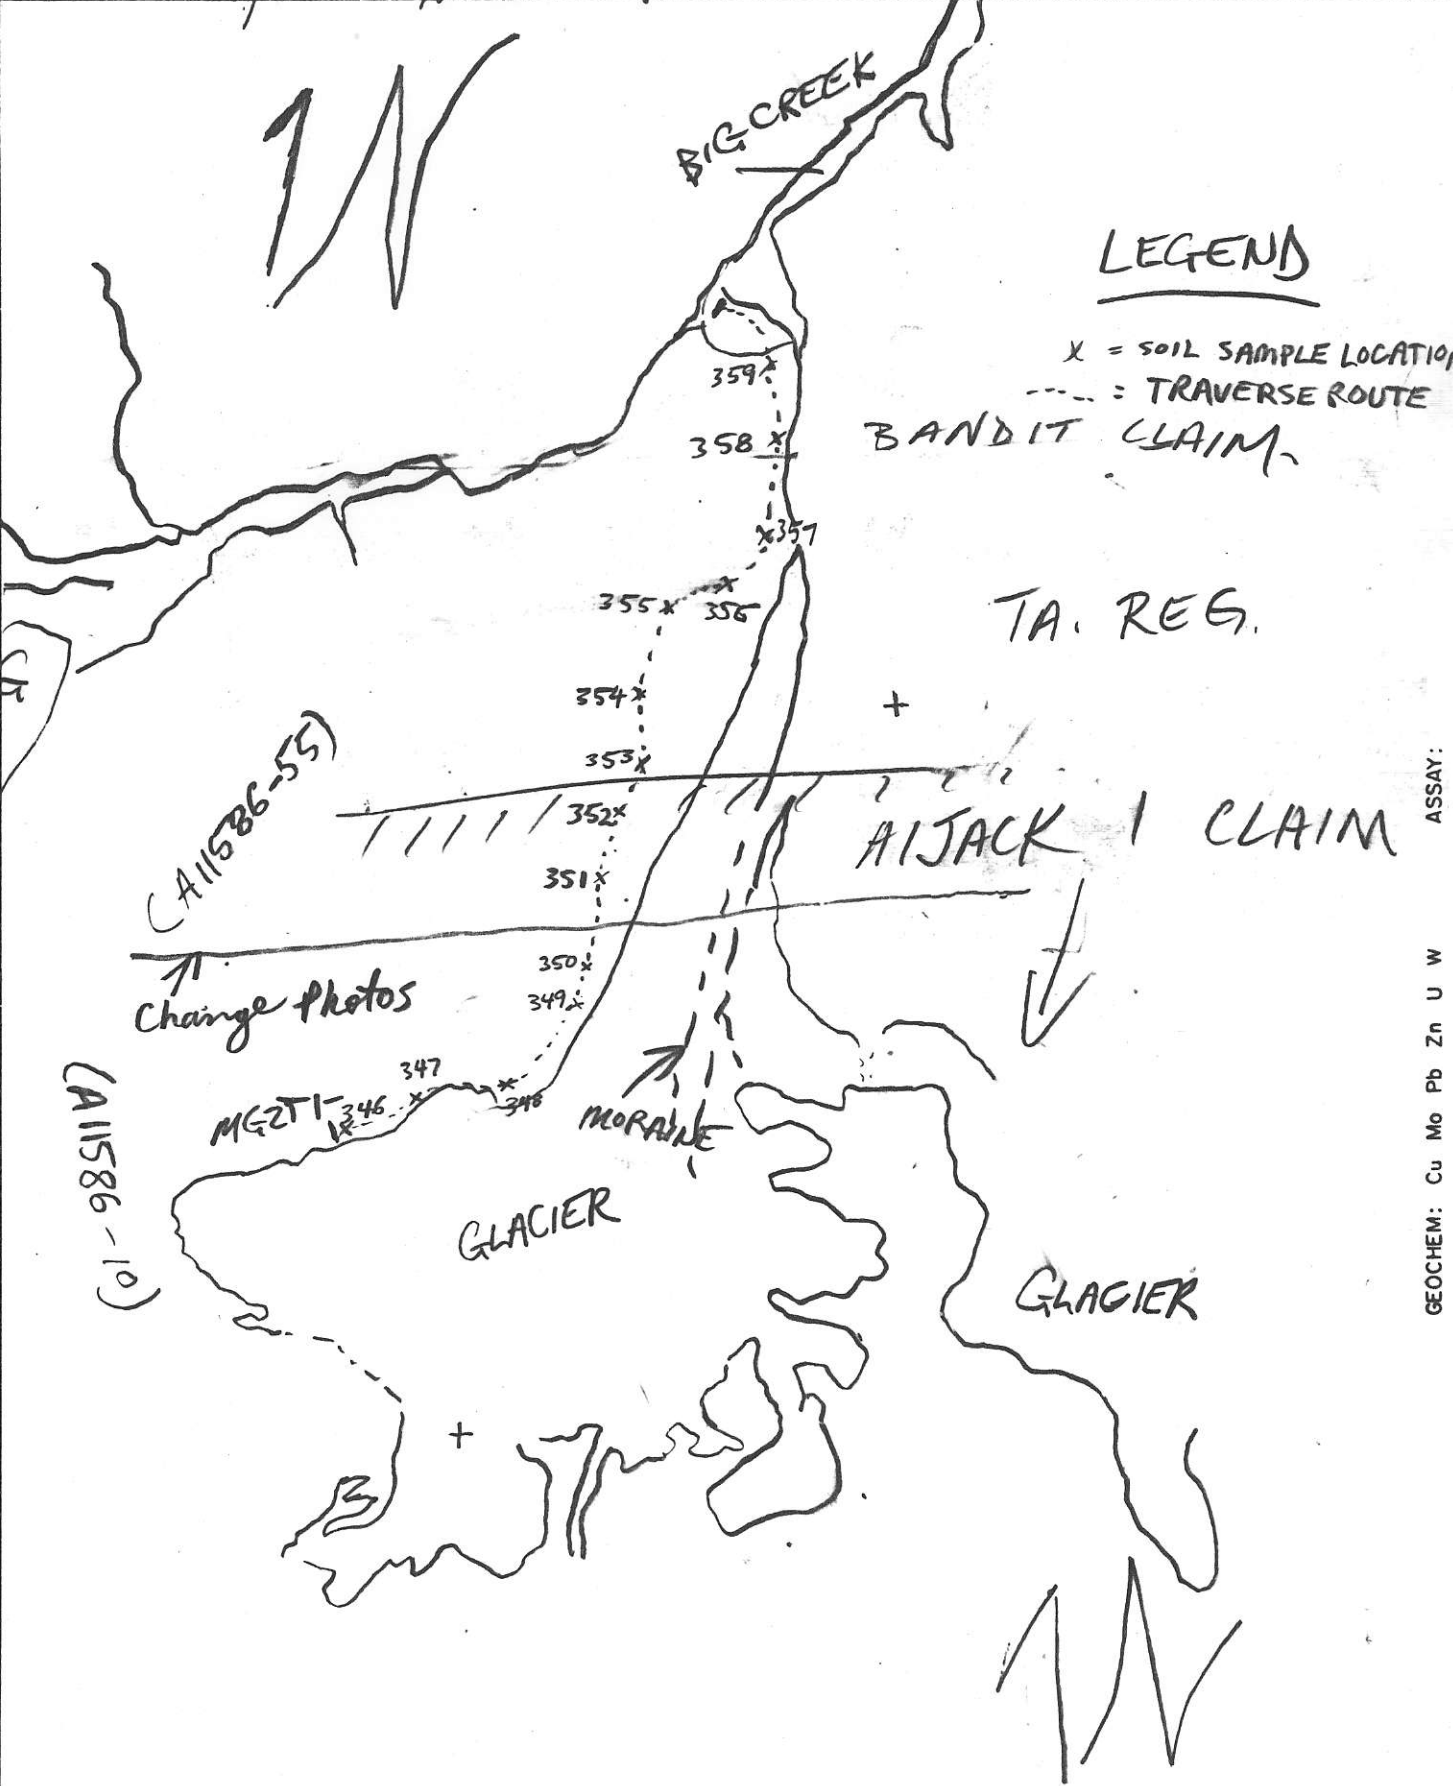 BIG CREEK
LEGEND
x = SOIL SAMPLE LOCATION
----- = TRAVERSE ROUTE
BANDIT CLAIM
359
358
357
355
356
TA. REG.
354
353
(A11586-55)
352
A1JACK 1 CLAIM
351
350
Change Photos
349
347
MG2T1-346
348
MORAINE
(A11586-10)
GLACIER
GLACIER
GEOCHEM: Cu Mo Pb Zn U W ASSAY: